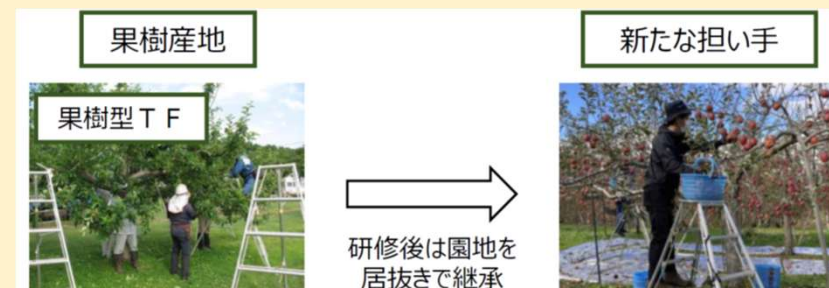 果樹産地
新たな担い手
果樹型ＴＦ
研修後は園地を
居抜きで継承